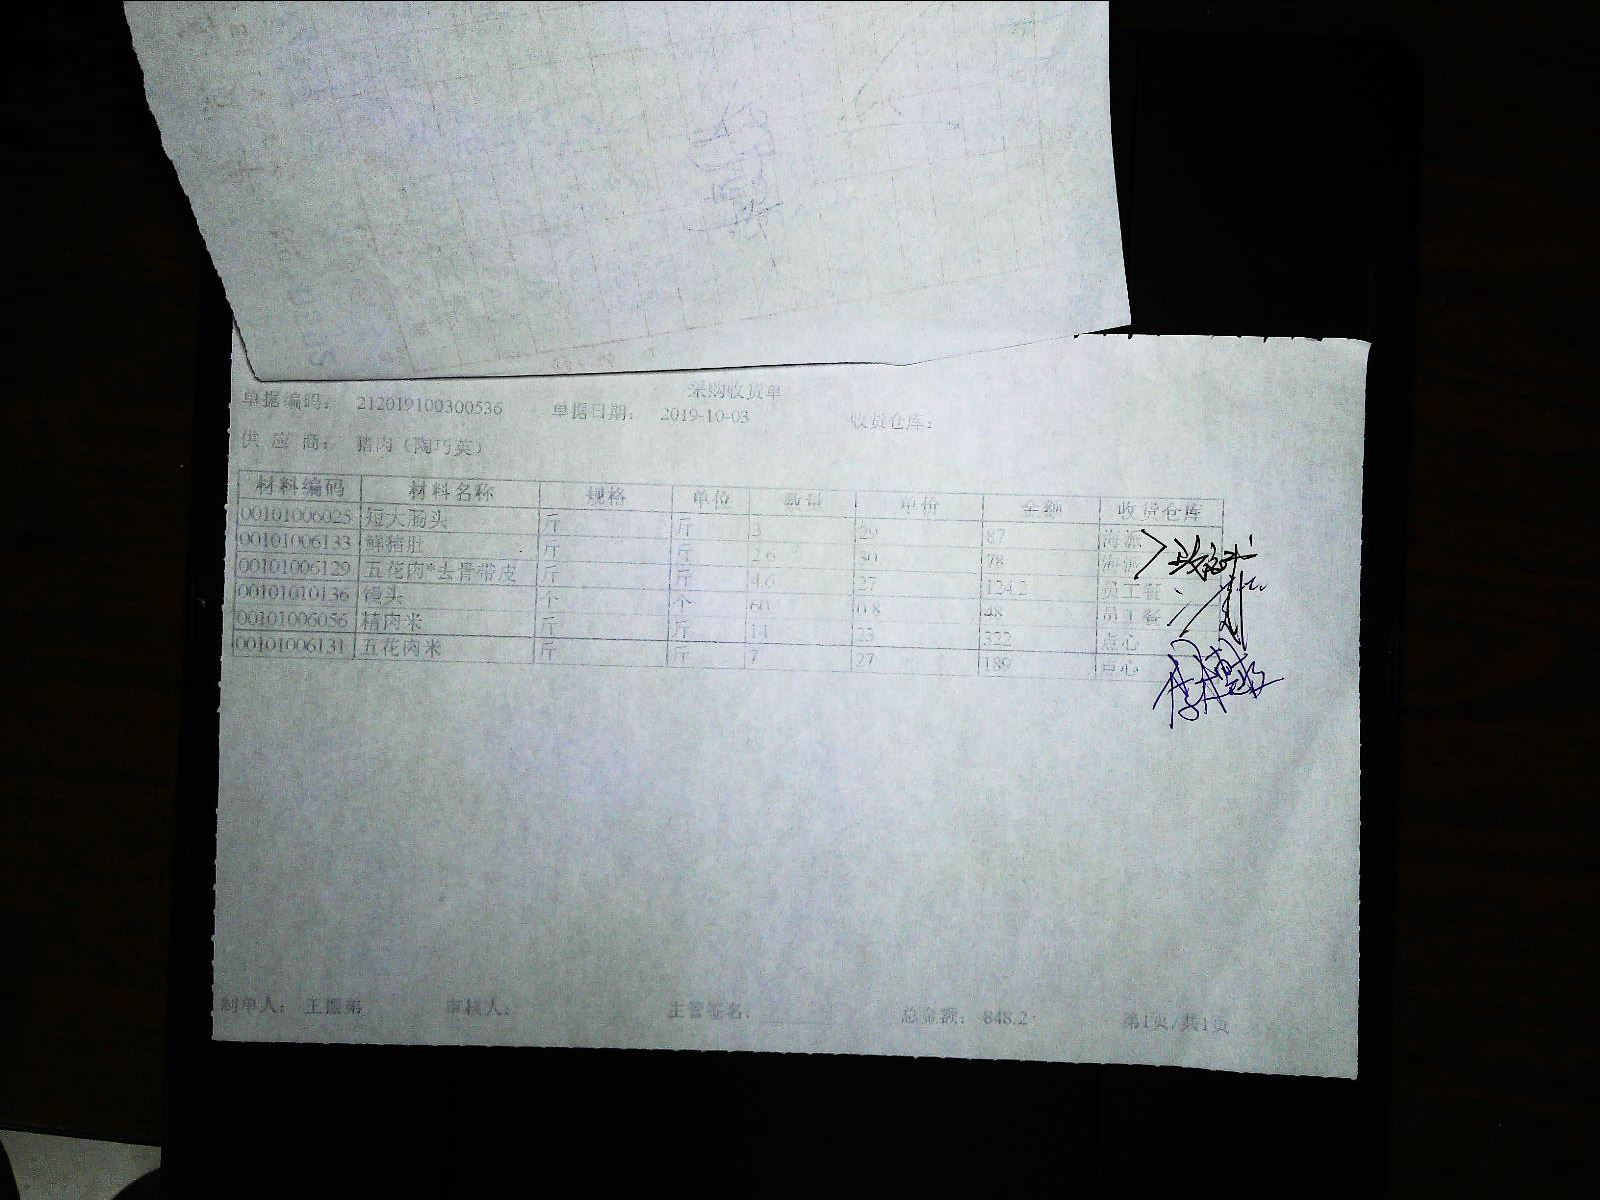 采购收货单
单据编码： 212019100300536 单据日期： 2019-10-03 收货仓库：
供 应 商： 猪肉（陶巧英）
材料编码 材料名称 规格 单位 数量 单价 金额 收货仓库
00101006025 短大肠头 斤 斤 3 29 87 海派
00101006133 鲜猪肚 斤 斤 2.6 30 78 海派
00101006129 五花肉*去骨带皮 斤 斤 4.6 27 124.2 员工餐
00101010136 馒头 个 个 60 0.8 48 员工餐
00101006056 精肉米 斤 斤 14 23 322 点心
00101006131 五花肉米 斤 斤 7 27 189 点心
制单人： 王振弟 审核人： 主管签名： 总金额： 848.2 第1页/共1页